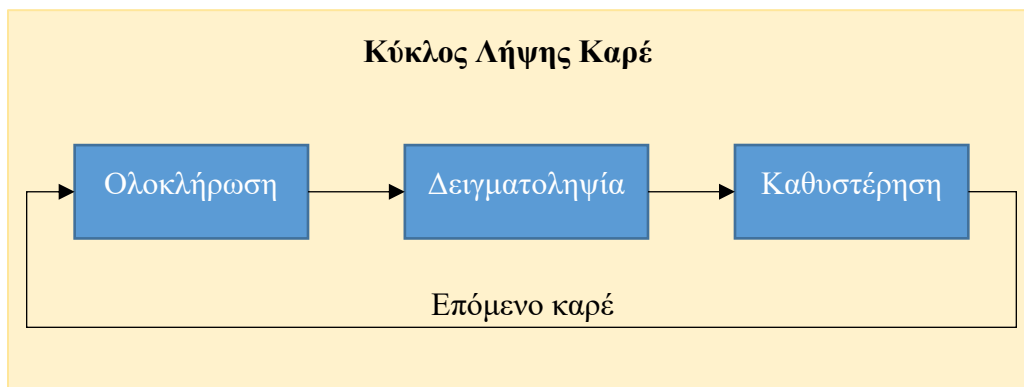 Κύκλος Λήψης Καρέ
Ολοκλήρωση
Δειγματοληψία
Καθυστέρηση
Επόμενο καρέ